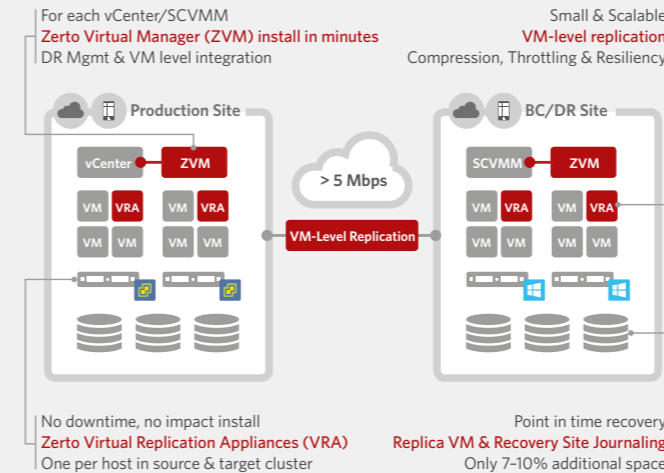 For each vCenter/SCVMM
Zerto Virtual Manager (ZVM) install in minutes
DR Mgmt & VM level integration
Small & Scalable
VM-level replication
Compression, Throttling & Resiliency
Production Site
BC/DR Site
vCenter
ZVM
SCVMM
ZVM
> 5 Mbps
VM VRA VM VRA
VM VRA VM VRA
VM-Level Replication
VM VM VM VM
VM VM VM VM
No downtime, no impact install
Zerto Virtual Replication Appliances (VRA)
One per host in source & target cluster
Point in time recovery
Replica VM & Recovery Site Journaling
Only 7–10% additional space